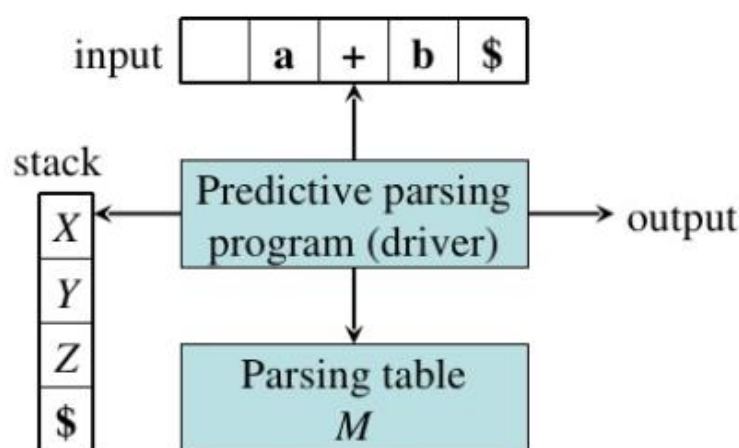 input a + b $
stack
Predictive parsing
program (driver)
output
X
Y
Z
$
Parsing table
M